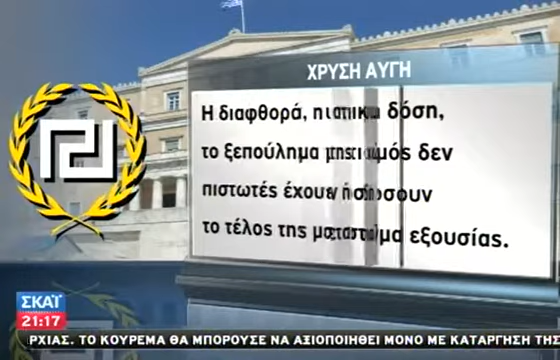 ΧΡΥΣΗ ΑΥΓΗ
Η διαφθορά, δόση,
το ξεπούλημα δεν
πιστωτές έχουν
το τέλος της εξουσίας.
ΣΚΑΪ
21:17
ΡΧΙΑΣ. ΤΟ ΚΟΥΡΕΜΑ ΘΑ ΜΠΟΡΟΥΣΕ ΝΑ ΑΞΙΟΠΟΙΗΘΕΙ ΜΟΝΟ ΜΕ ΚΑΤΑΡΓΗΣΗ ΤΗΣ